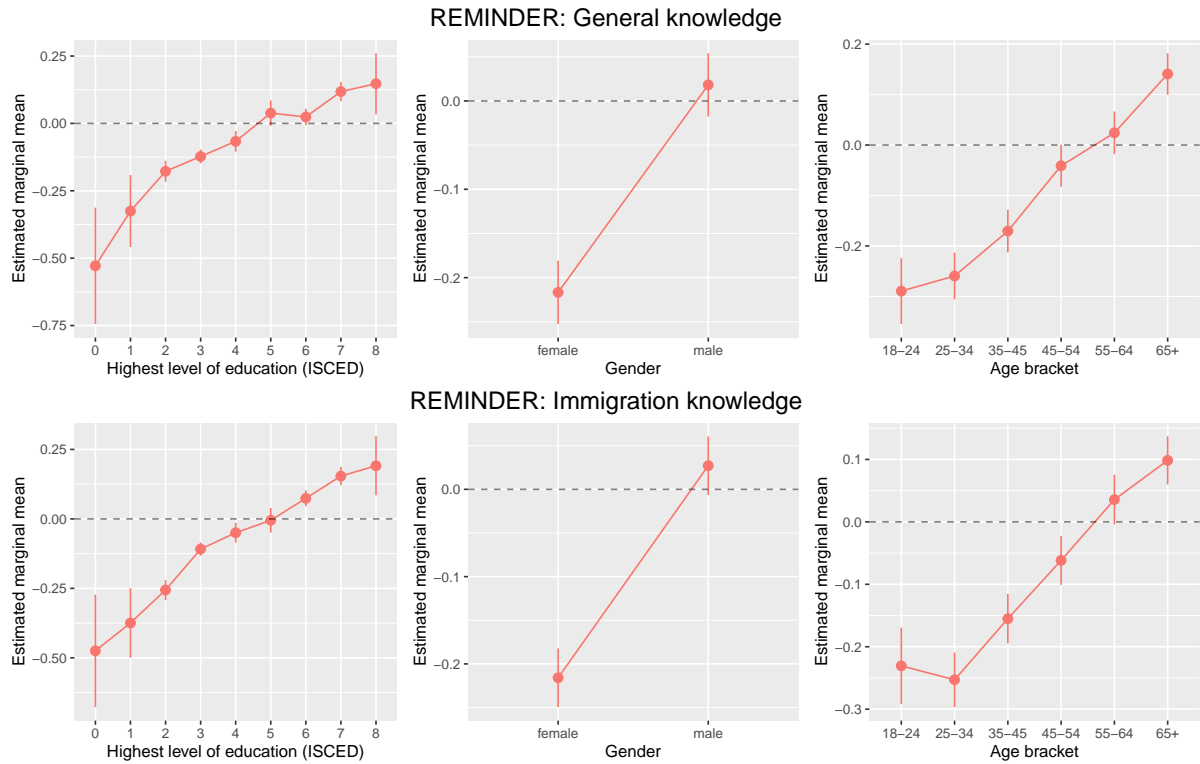 REMINDER: General knowledge
Estimated marginal mean
0.25
0.00
−0.25
−0.50
−0.75
0 1 2 3 4 5 6 7 8
Highest level of education (ISCED)
Estimated marginal mean
0.0
−0.1
−0.2
female male
Gender
Estimated marginal mean
0.2
0.0
−0.2
18−24 25−34 35−45 45−54 55−64 65+
Age bracket
REMINDER: Immigration knowledge
Estimated marginal mean
0.25
0.00
−0.25
−0.50
0 1 2 3 4 5 6 7 8
Highest level of education (ISCED)
Estimated marginal mean
0.0
−0.1
−0.2
female male
Gender
Estimated marginal mean
0.1
0.0
−0.1
−0.2
−0.3
18−24 25−34 35−45 45−54 55−64 65+
Age bracket